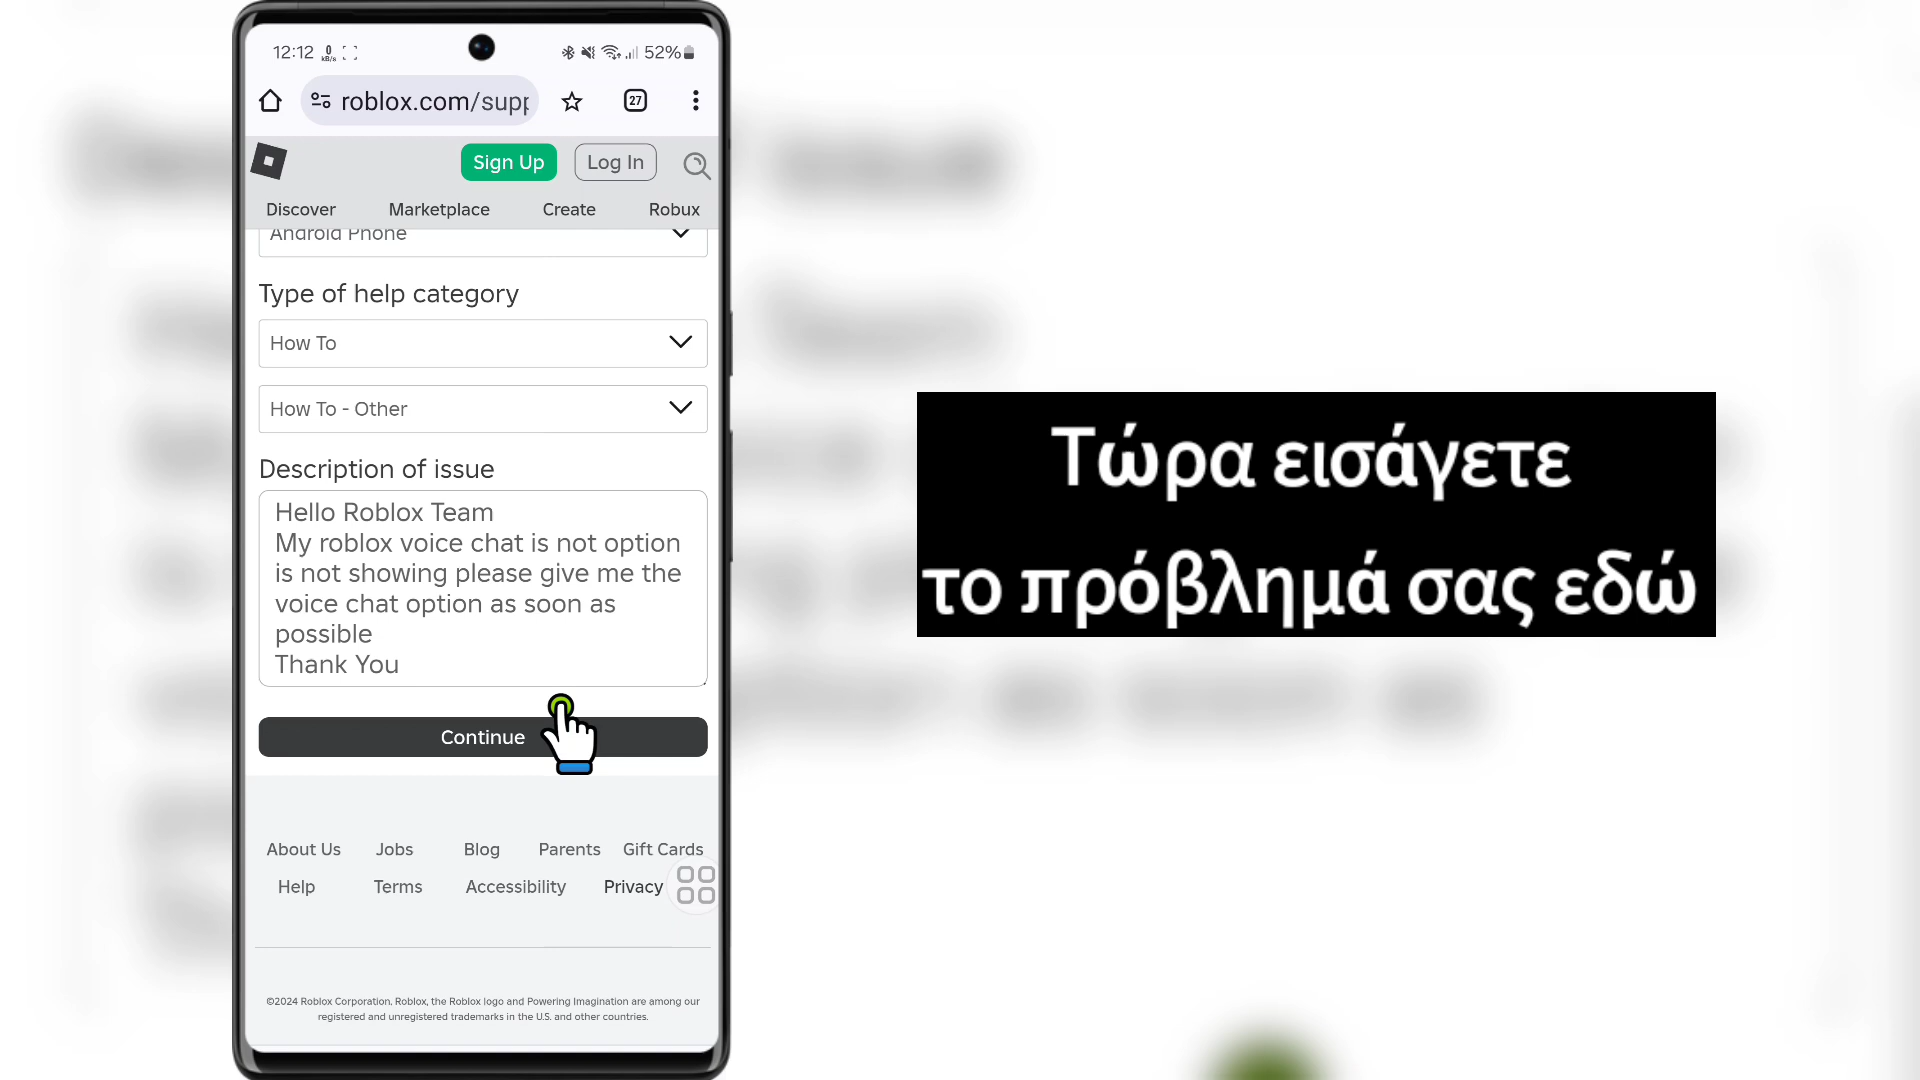 12:12 0 kB/s 52%
roblox.com/supp 27
Sign Up Log In
Discover Marketplace Create Robux
Android Phone
Type of help category
How To
How To - Other
Description of issue
Hello Roblox Team
My roblox voice chat is not option
is not showing please give me the
voice chat option as soon as
possible
Thank You
Continue
About Us Jobs Blog Parents Gift Cards
Help Terms Accessibility Privacy
©2024 Roblox Corporation. Roblox, the Roblox logo and Powering Imagination are among our
registered and unregistered trademarks in the U.S. and other countries.
Τώρα εισάγετε
το πρόβλημά σας εδώ